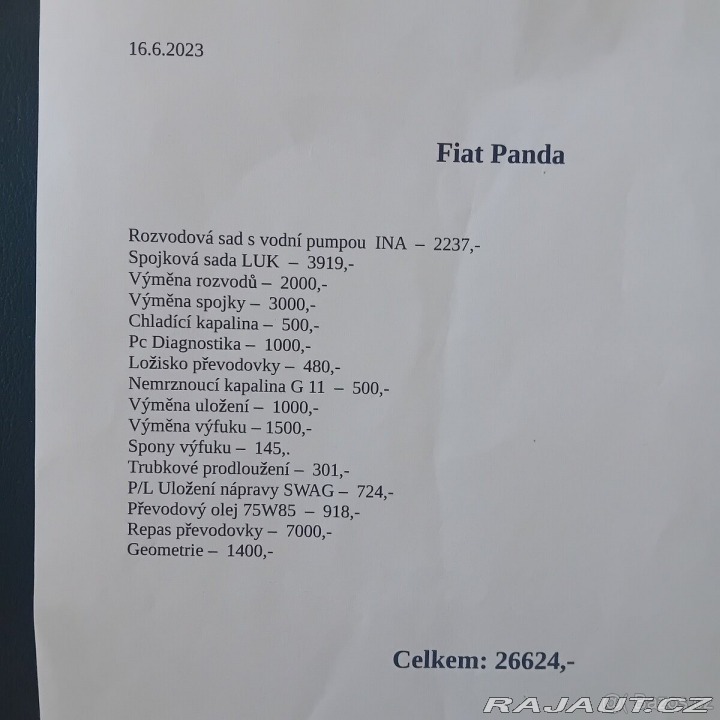 16.6.2023
Fiat Panda
Rozvodová sad s vodní pumpou INA – 2237,-
Spojková sada LUK – 3919,-
Výměna rozvodů – 2000,-
Výměna spojky – 3000,-
Chladící kapalina – 500,-
Pc Diagnostika – 1000,-
Ložisko převodovky – 480,-
Nemrznoucí kapalina G 11 – 500,-
Výměna uložení – 1000,-
Výměna výfuku – 1500,-
Spony výfuku – 145,.
Trubkové prodloužení – 301,-
P/L Uložení nápravy SWAG – 724,-
Převodový olej 75W85 – 918,-
Repas převodovky – 7000,-
Geometrie – 1400,-
Celkem: 26624,-
RAJAUT.CZ